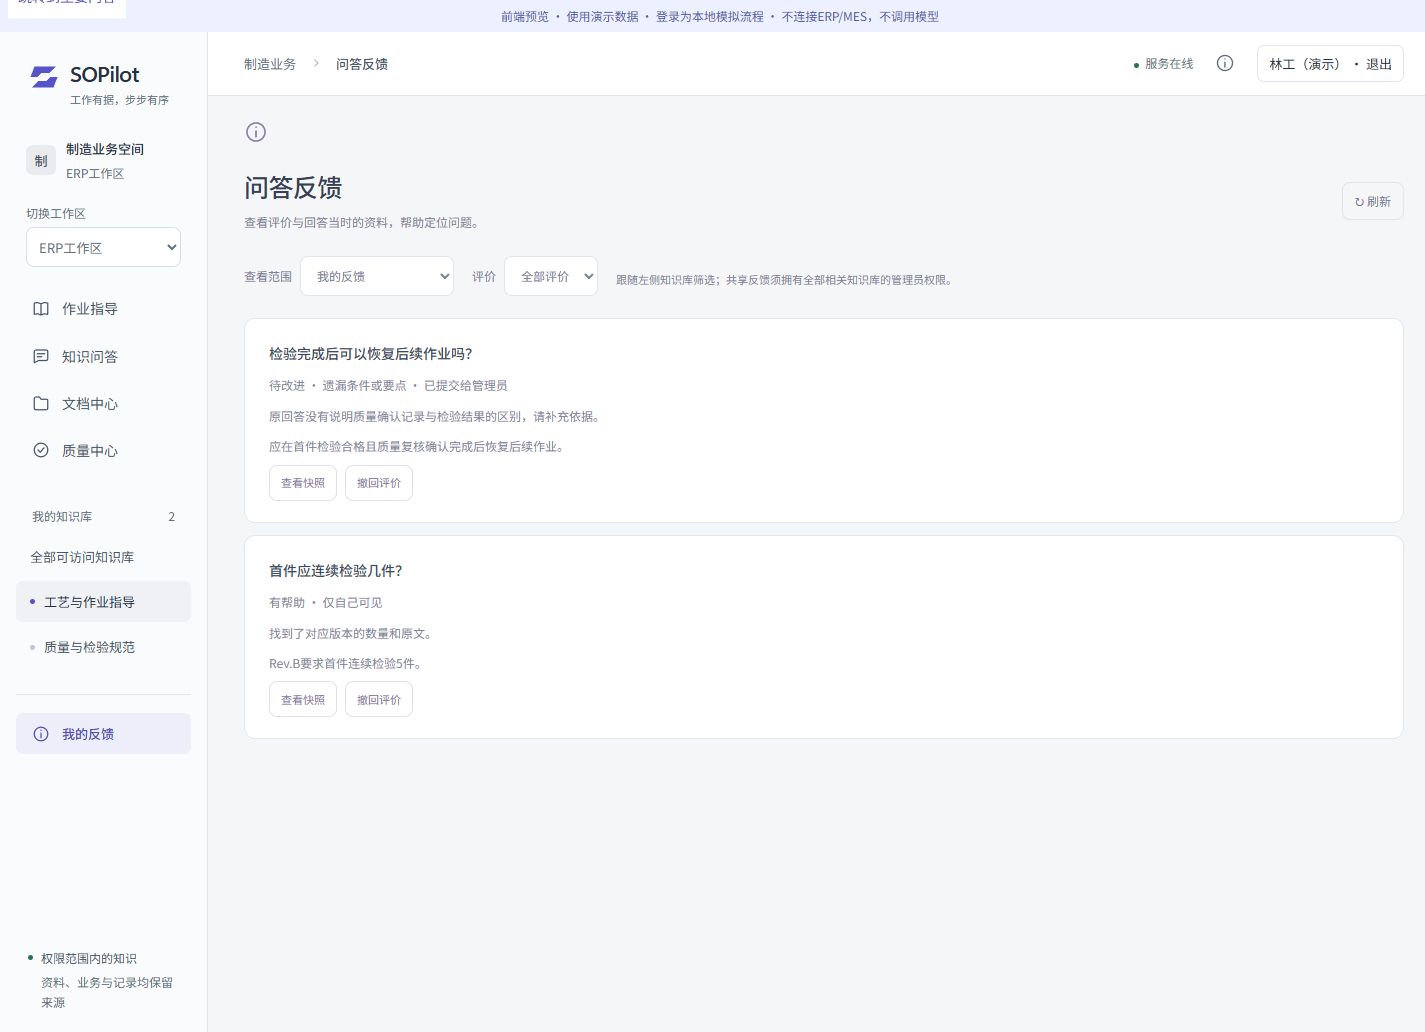 跳转到主要内容
前端预览 · 使用演示数据 · 登录为本地模拟流程 · 不连接ERP/MES，不调用模型
SOPilot
工作有据，步步有序
制
制造业务空间
ERP工作区
切换工作区
ERP工作区
作业指导
知识问答
文档中心
质量中心
我的知识库 2
全部可访问知识库
工艺与作业指导
质量与检验规范
我的反馈
权限范围内的知识
资料、业务与记录均保留
来源
制造业务 > 问答反馈
服务在线
林工（演示） · 退出
问答反馈
查看评价与回答当时的资料，帮助定位问题。
↻ 刷新
查看范围 我的反馈 评价 全部评价 跟随左侧知识库筛选；共享反馈须拥有全部相关知识库的管理员权限。
检验完成后可以恢复后续作业吗？
待改进 · 遗漏条件或要点 · 已提交给管理员
原回答没有说明质量确认记录与检验结果的区别，请补充依据。
应在首件检验合格且质量复核确认完成后恢复后续作业。
查看快照 撤回评价
首件应连续检验几件？
有帮助 · 仅自己可见
找到了对应版本的数量和原文。
Rev.B要求首件连续检验5件。
查看快照 撤回评价